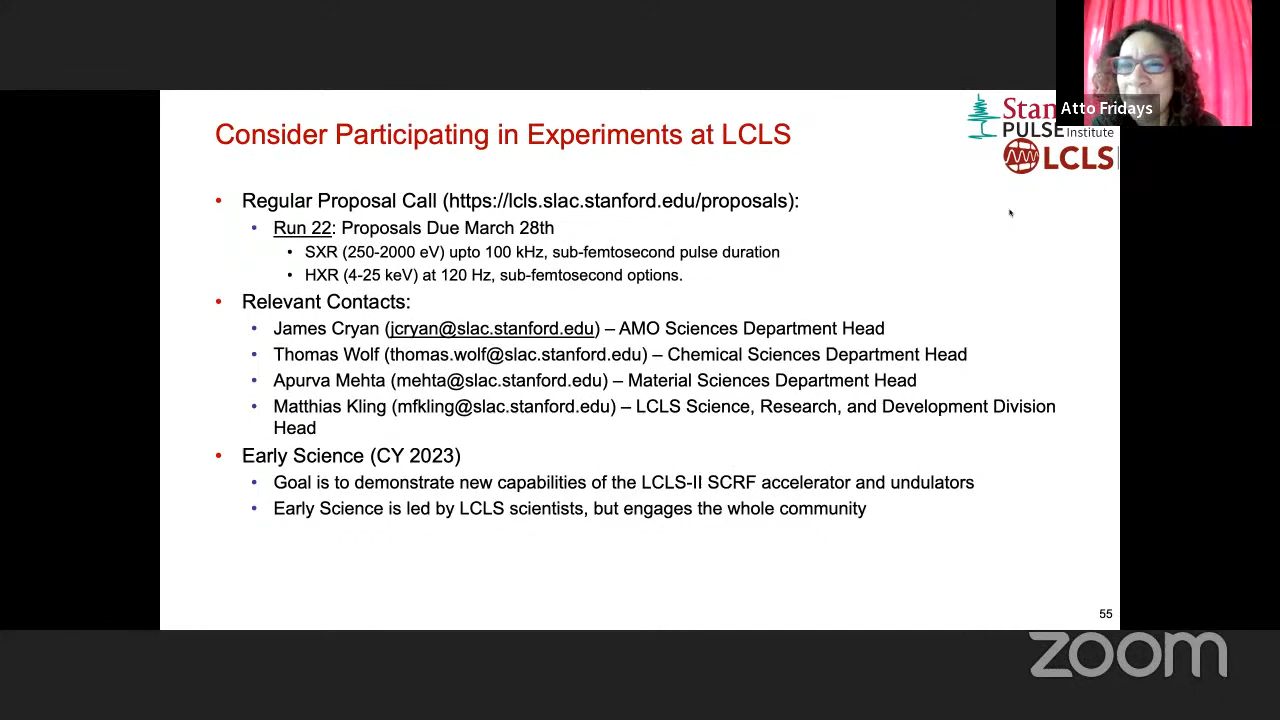 Atto Fridays
Stan
PULSE Institute
LCLS
Consider Participating in Experiments at LCLS
• Regular Proposal Call (https://lcls.slac.stanford.edu/proposals):
• Run 22: Proposals Due March 28th
• SXR (250-2000 eV) upto 100 kHz, sub-femtosecond pulse duration
• HXR (4-25 keV) at 120 Hz, sub-femtosecond options.
• Relevant Contacts:
• James Cryan (jcryan@slac.stanford.edu) – AMO Sciences Department Head
• Thomas Wolf (thomas.wolf@slac.stanford.edu) – Chemical Sciences Department Head
• Apurva Mehta (mehta@slac.stanford.edu) – Material Sciences Department Head
• Matthias Kling (mfkling@slac.stanford.edu) – LCLS Science, Research, and Development Division
Head
• Early Science (CY 2023)
• Goal is to demonstrate new capabilities of the LCLS-II SCRF accelerator and undulators
• Early Science is led by LCLS scientists, but engages the whole community
55
zoom